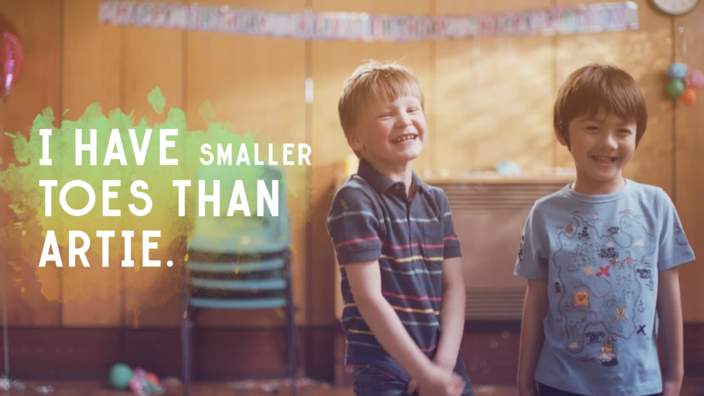 I HAVE SMALLER
TOES THAN
ARTIE.